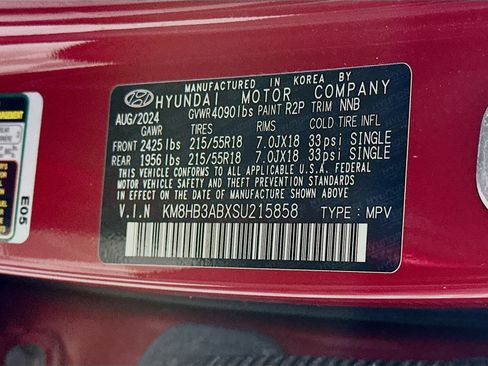 MANUFACTURED IN KOREA BY
HYUNDAI MOTOR COMPANY
AUG/2024 GVWR4090lbs PAINT R2P TRIM NNB
GAWR TIRES RIMS COLD TIRE INFL
FRONT 2425 lbs 215/55R18 7.0JX18 33psi SINGLE
REAR 1956 lbs 215/55R18 7.0JX18 33psi SINGLE
THIS VEHICLE CONFORMS TO ALL APPLICABLE U.S.A. FEDERAL
MOTOR VEHICLE SAFETY AND THEFT PREVENTION STANDARDS
IN EFFECT ON THE DATE OF MANUFACTURE SHOWN ABOVE.
V.I.N KM8HB3ABXSU215858 TYPE : MPV
E05